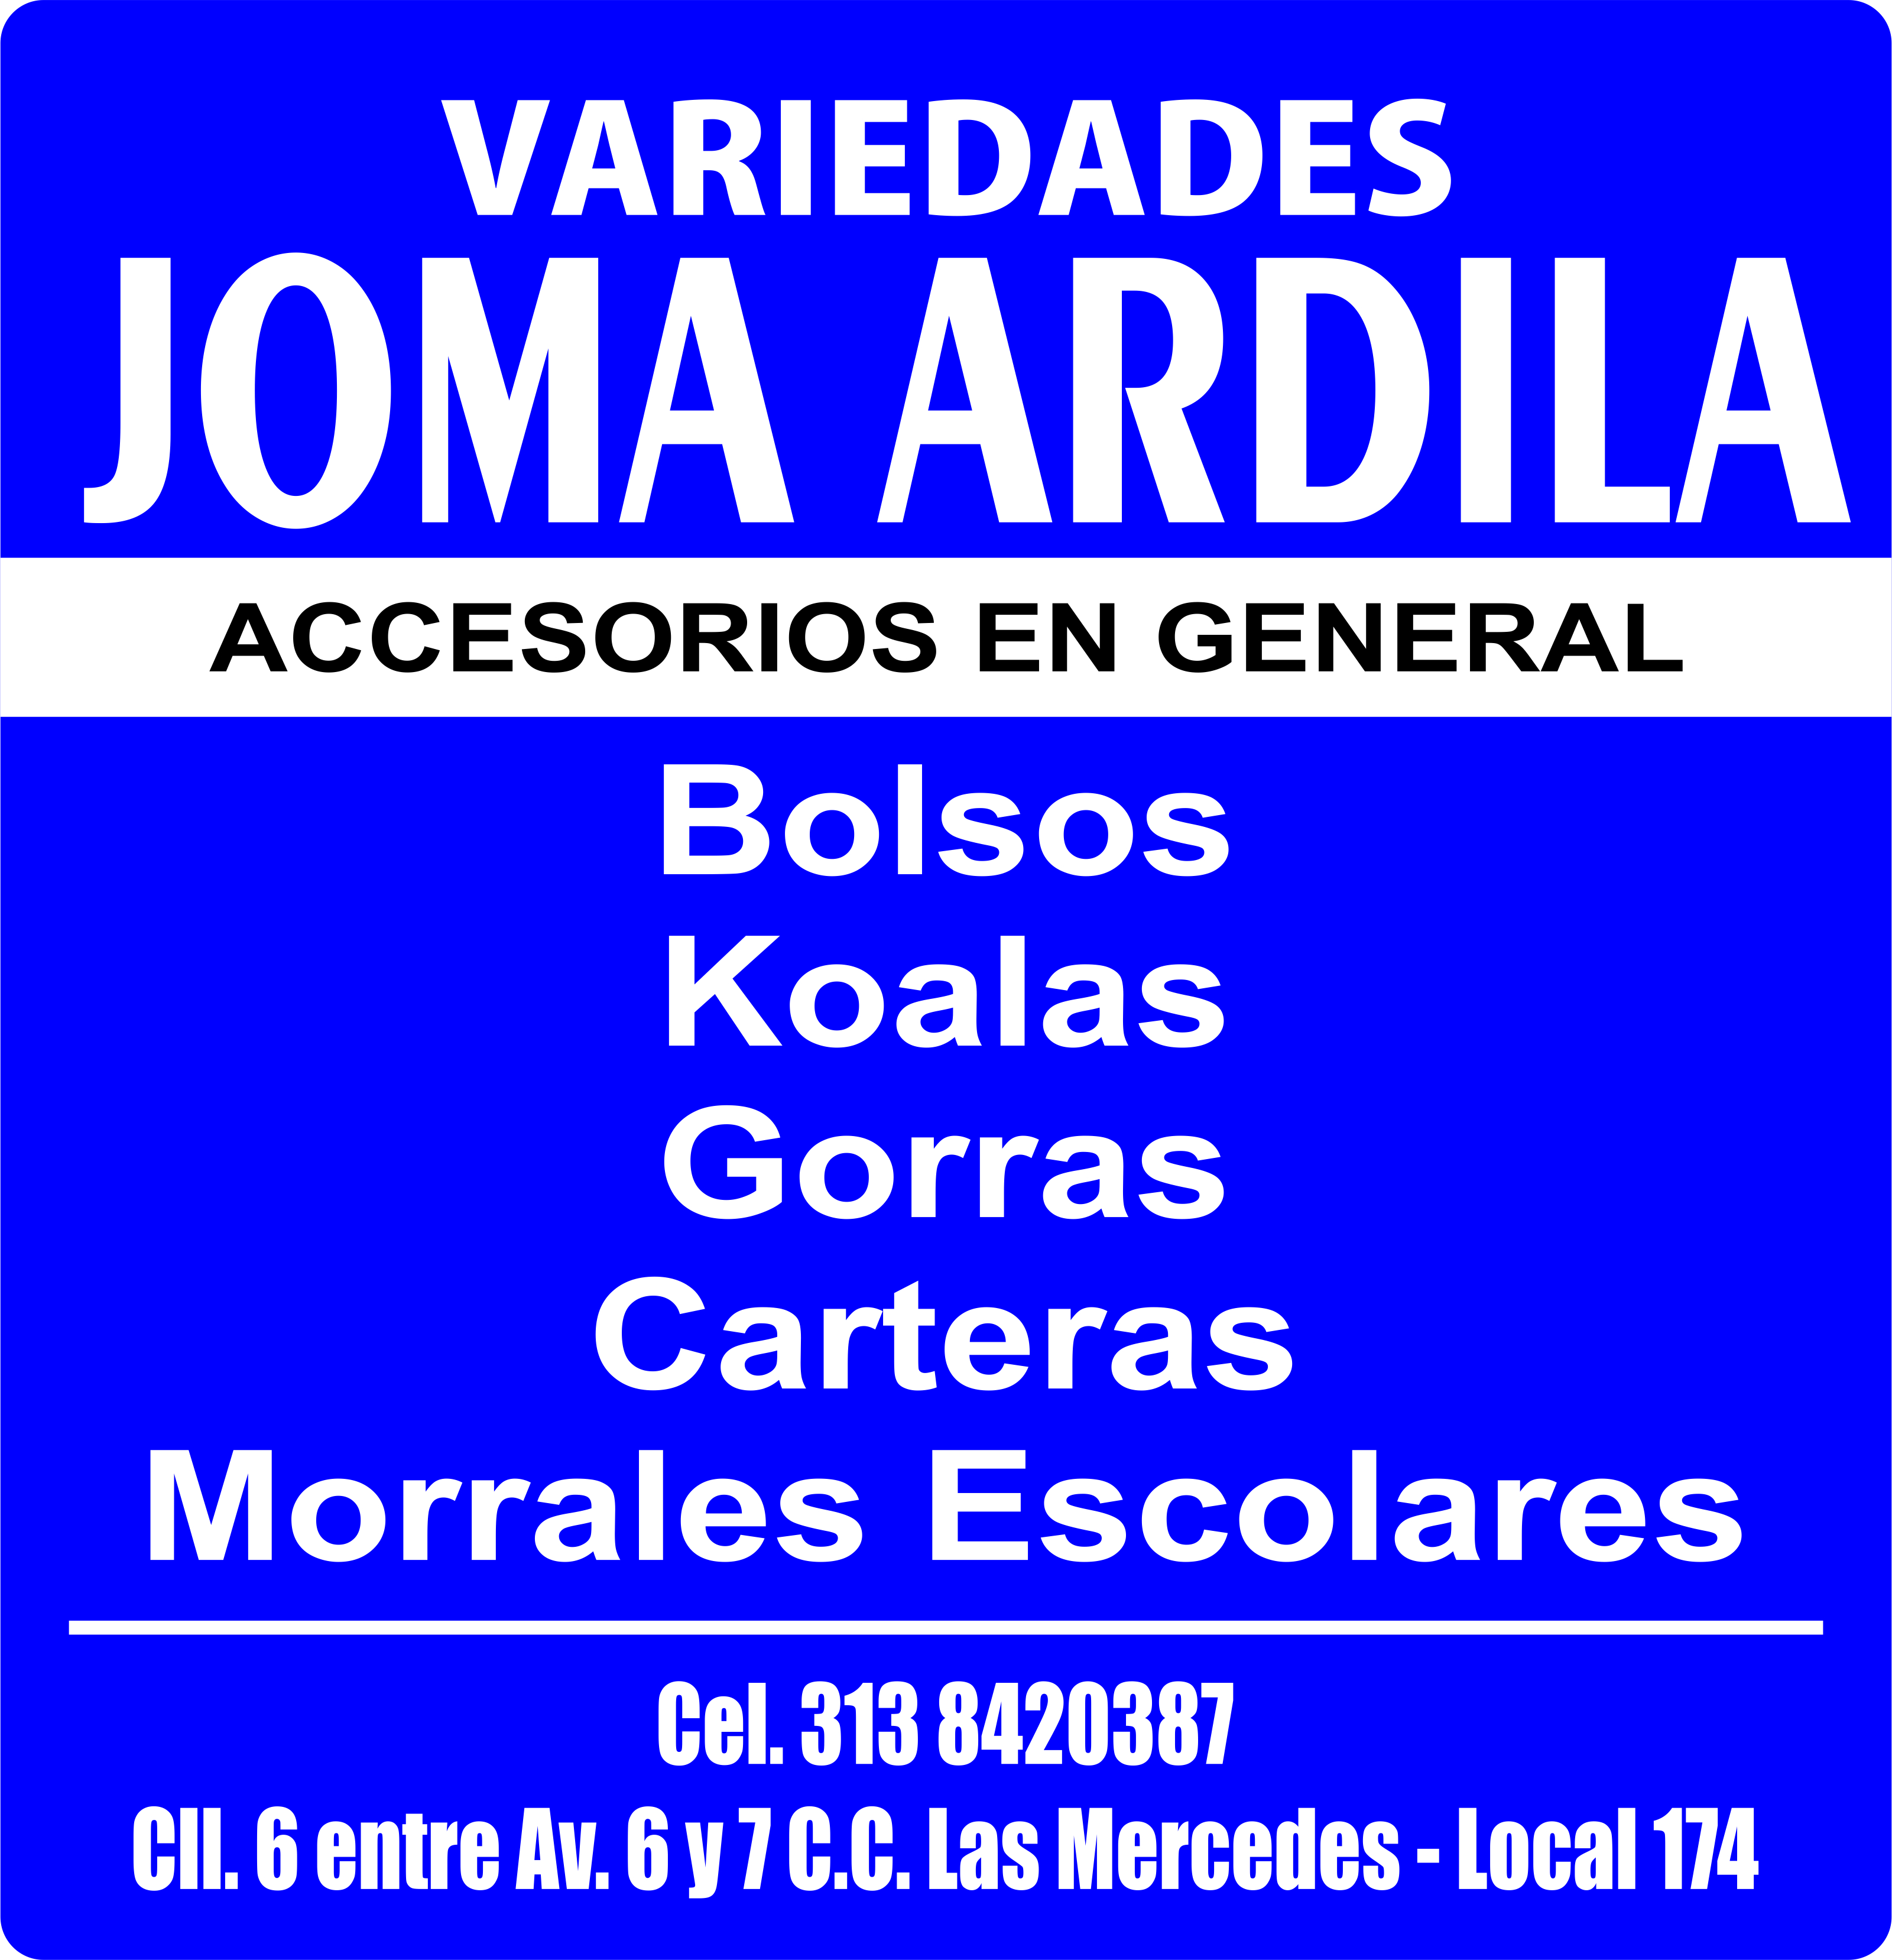 VARIEDADES
JOMA ARDILA
ACCESORIOS EN GENERAL
Bolsos
Koalas
Gorras
Carteras
Morrales Escolares
Cel. 313 8420387
Cll. 6 entre Av. 6 y 7 C.C. Las Mercedes - Local 174